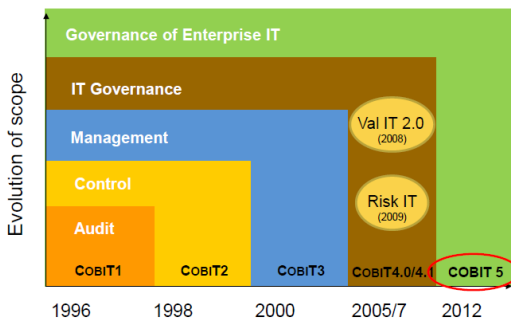 Governance of Enterprise IT
IT Governance
Val IT 2.0
(2008)
Management
Control
Risk IT
(2009)
Audit
COBIT1
COBIT2
COBIT3
COBIT4.0/4.1
COBIT 5
Evolution of scope
1996
1998
2000
2005/7
2012